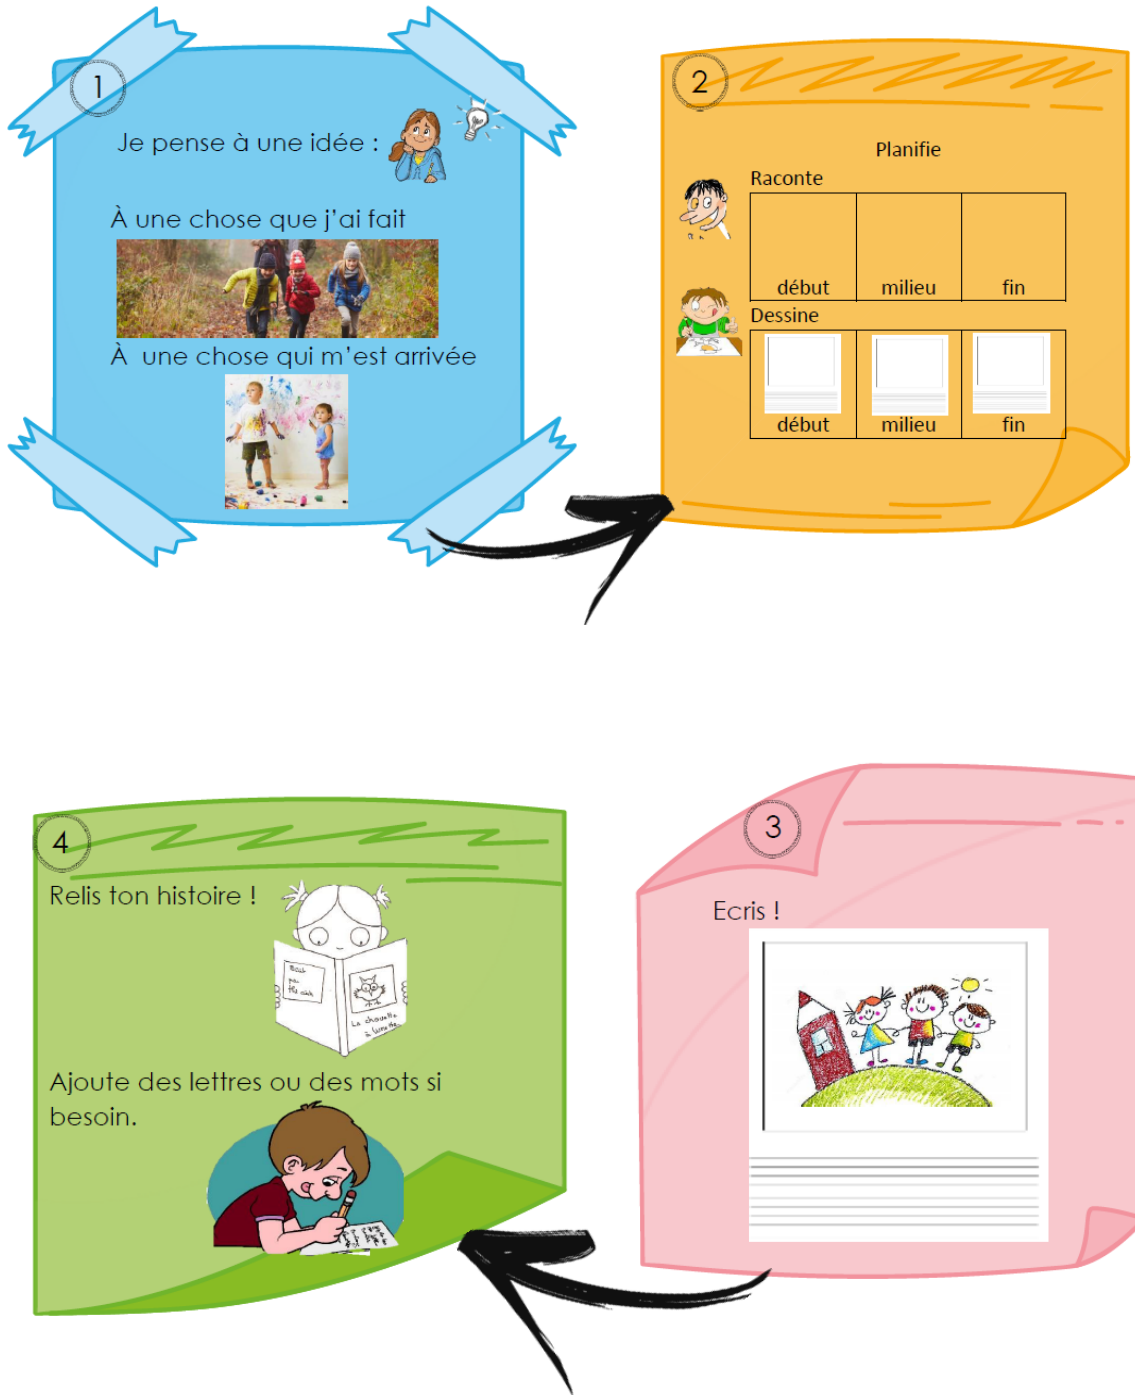 1
Je pense à une idée :
À une chose que j'ai fait
À une chose qui m'est arrivée
2
Planifie
Raconte
début milieu fin
Dessine
début milieu fin
3
Ecris !
4
Relis ton histoire !
La chouette
Ajoute des lettres ou des mots si
besoin.